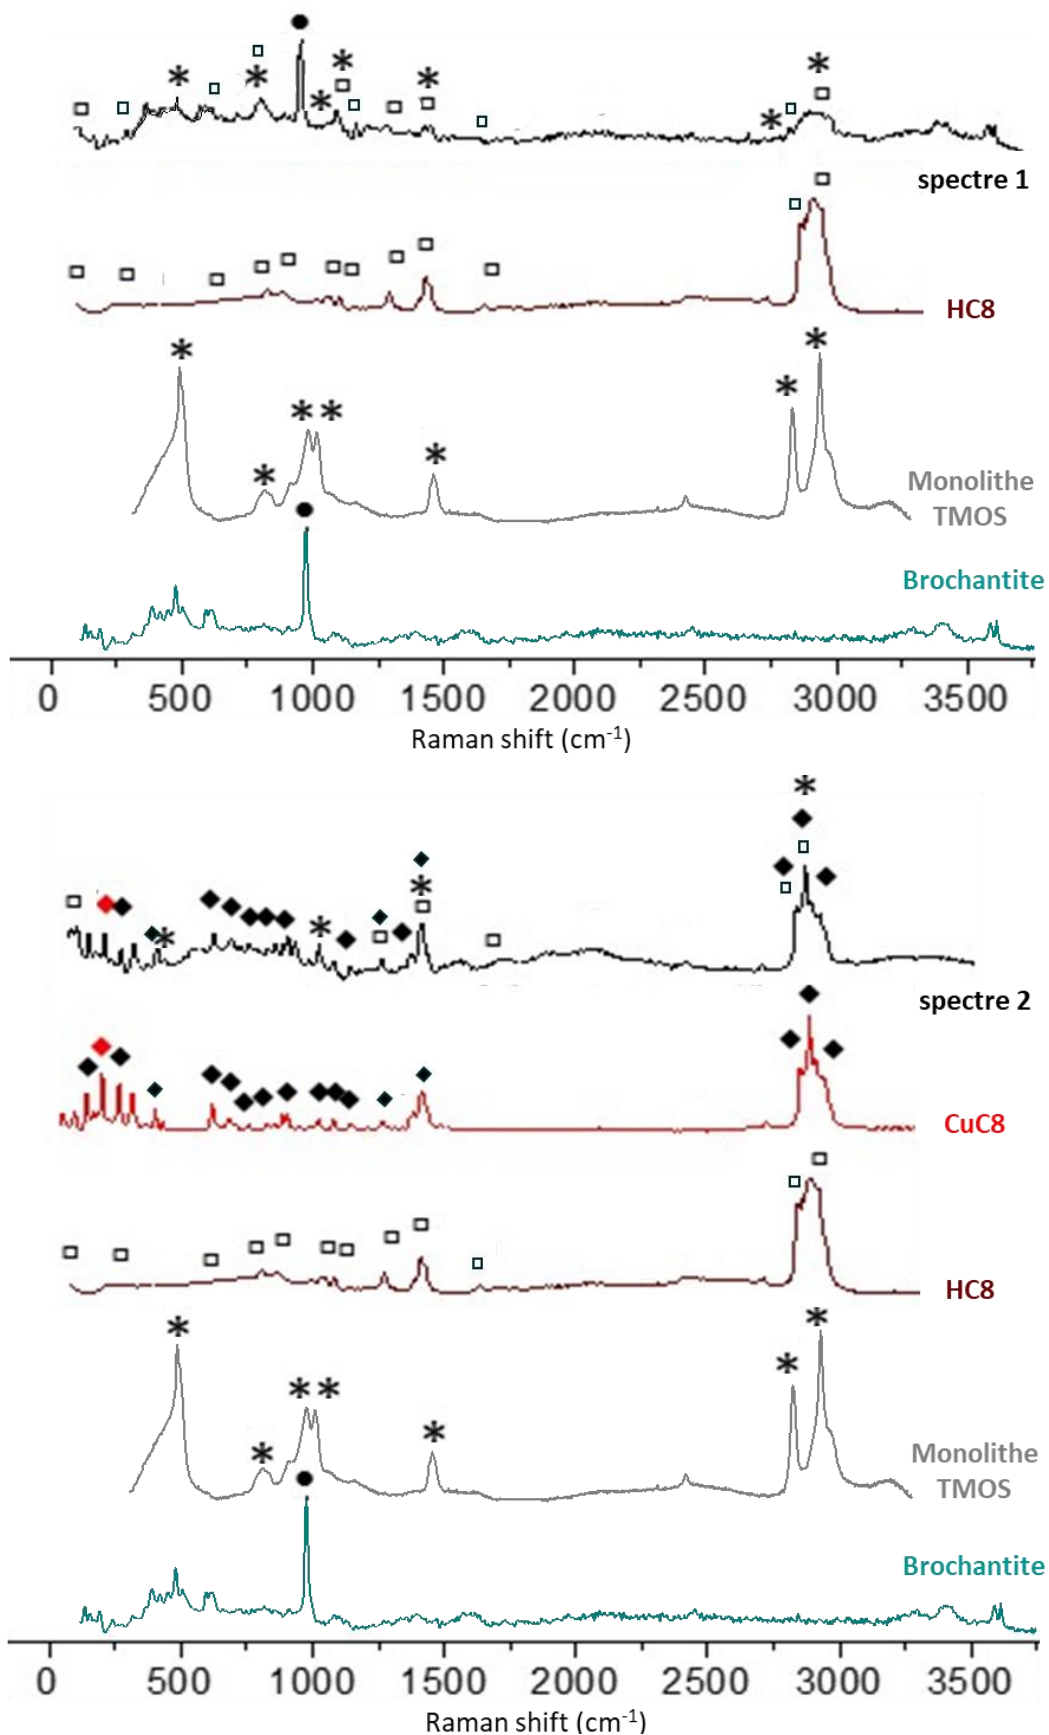 spectre 1
HC8
Monolithe
TMOS
Brochantite
0 500 1000 1500 2000 2500 3000 3500
Raman shift (cm-1)
spectre 2
CuC8
HC8
Monolithe
TMOS
Brochantite
0 500 1000 1500 2000 2500 3000 3500
Raman shift (cm-1)